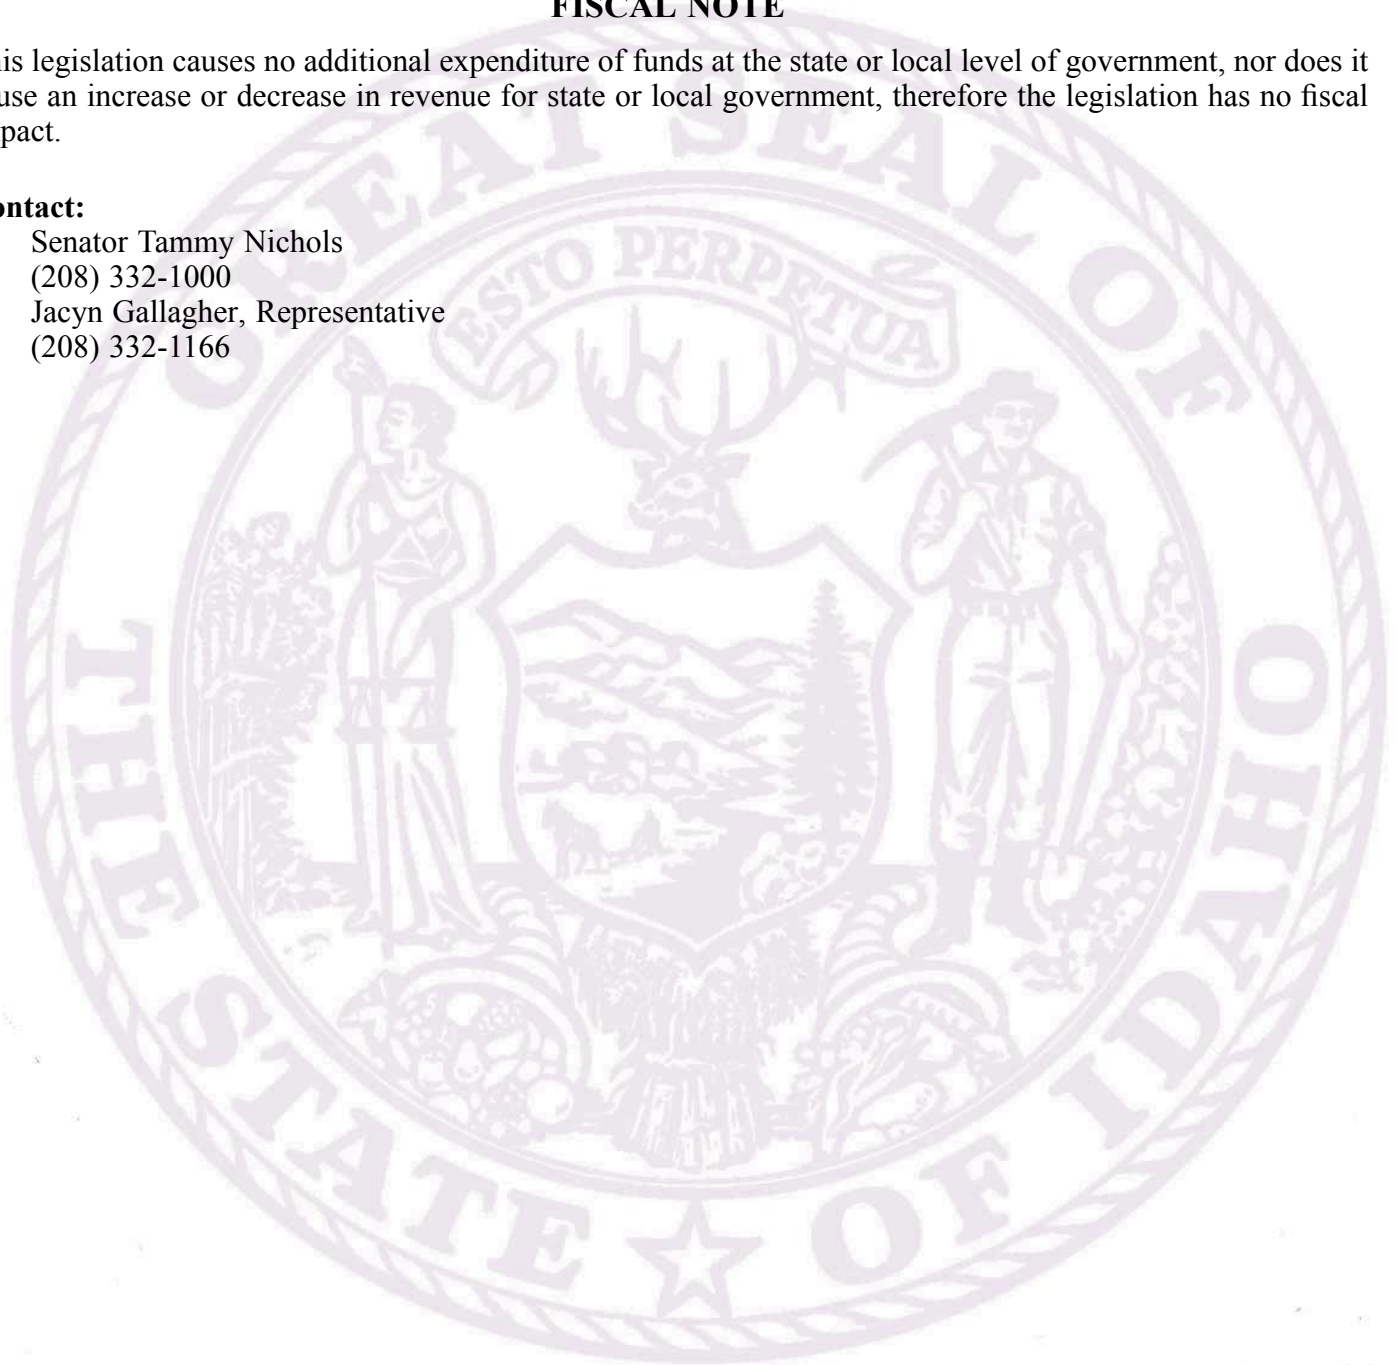 FISCAL NOTE
his legislation causes no additional expenditure of funds at the state or local level of government, nor does it
use an increase or decrease in revenue for state or local government, therefore the legislation has no fiscal
pact.
ontact:
Senator Tammy Nichols
(208) 332-1000
Jacyn Gallagher, Representative
(208) 332-1166
GREAT SEAL OF
THE STATE OF IDAHO
ESTO PERPETUA